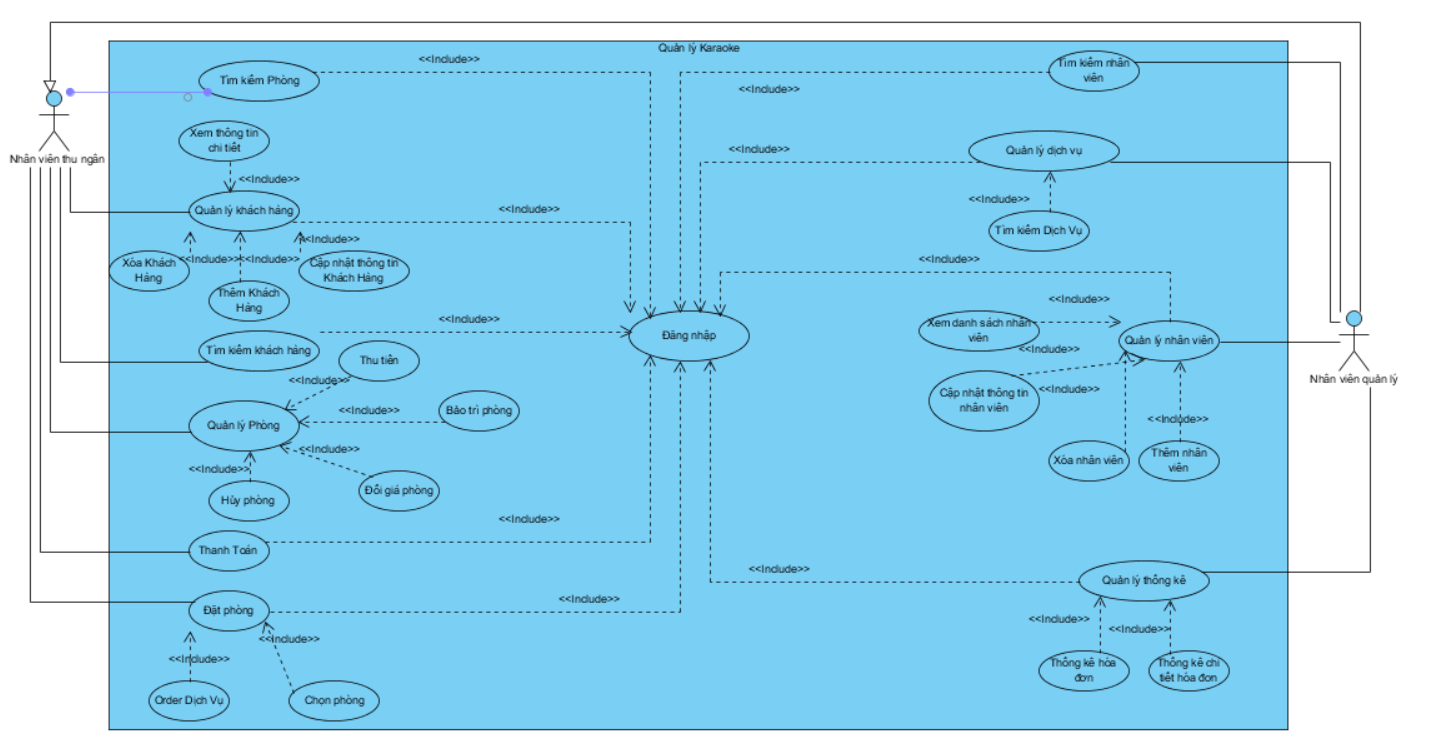 Quản lý Karaoke
<<Include>>
Tìm kiếm Phòng
Tìm kiếm nhân
viên
<<Include>>
Xem thông tin
chi tiết
<<Include>>
Quản lý dịch vụ
Nhân viên thu ngân
<<Include>>
<<Include>>
Quản lý khách hàng
<<Include>>
Tìm kiếm Dịch Vụ
<<Include>>
Xóa Khách
Hàng
<<Include>>
<<Include>>
Cập nhật thông tin
Khách Hàng
<<Include>>
Thêm Khách
Hàng
<<Include>>
<<Include>>
Xem danh sách nhân
viên
Đăng nhập
Quản lý nhân viên
Tìm kiếm khách hàng
Thu tiền
<<Include>>
Nhân viên quản lý
<<Include>>
<<Include>>
Cập nhật thông tin
nhân viên
<<Include>>
Bảo trì phòng
Quản lý Phòng
<<Include>>
<<Include>>
Xóa nhân viên
Thêm nhân
viên
<<Include>>
Đổi giá phòng
Hủy phòng
<<Include>>
Thanh Toán
<<Include>>
Quản lý thống kê
<<Include>>
Đặt phòng
<<Include>>
<<Include>>
<<Include>>
<<Include>>
Thống kê hóa
đơn
Thống kê chi
tiết hóa đơn
Order Dịch Vụ
Chọn phòng